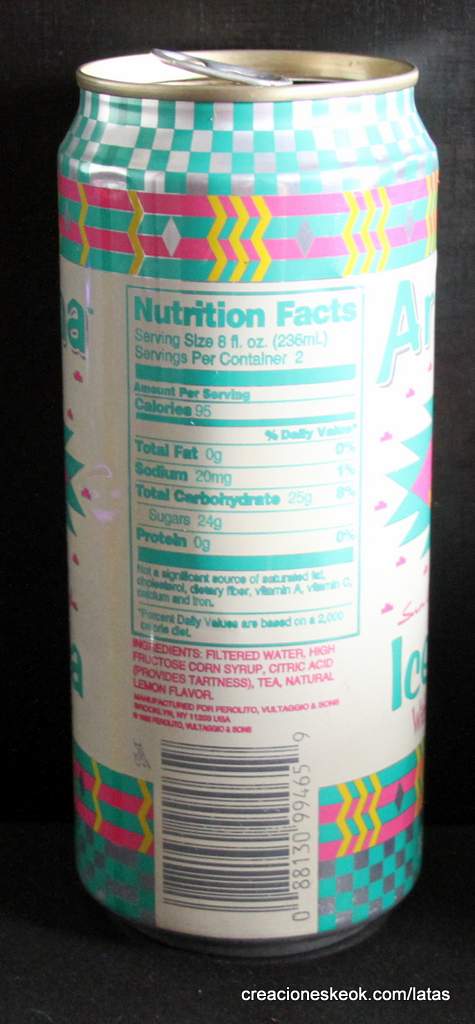 Nutrition Facts
Serving Size 8 fl. oz. (236mL)
Servings Per Container 2
Amount Per Serving
Calories 95
% Daily Value*
Total Fat 0g 0%
Sodium 20mg 1%
Total Carbohydrate 25g 8%
Sugars 24g
Protein 0g 0%
Not a significant source of saturated fat,
cholesterol, dietary fiber, vitamin A, vitamin C,
calcium and iron.
*Percent Daily Values are based on a 2,000
calorie diet.
INGREDIENTS: FILTERED WATER, HIGH
FRUCTOSE CORN SYRUP, CITRIC ACID
(PROVIDES TARTNESS), TEA, NATURAL
LEMON FLAVOR.
MANUFACTURED FOR FEROLITO, VULTAGGIO & SONS
BROOKLYN, NY 11203 USA
FEROLITO, VULTAGGIO & SONS
0 88130 99465 9
a
a
Ar
Ice
creacioneskeok.com/latas